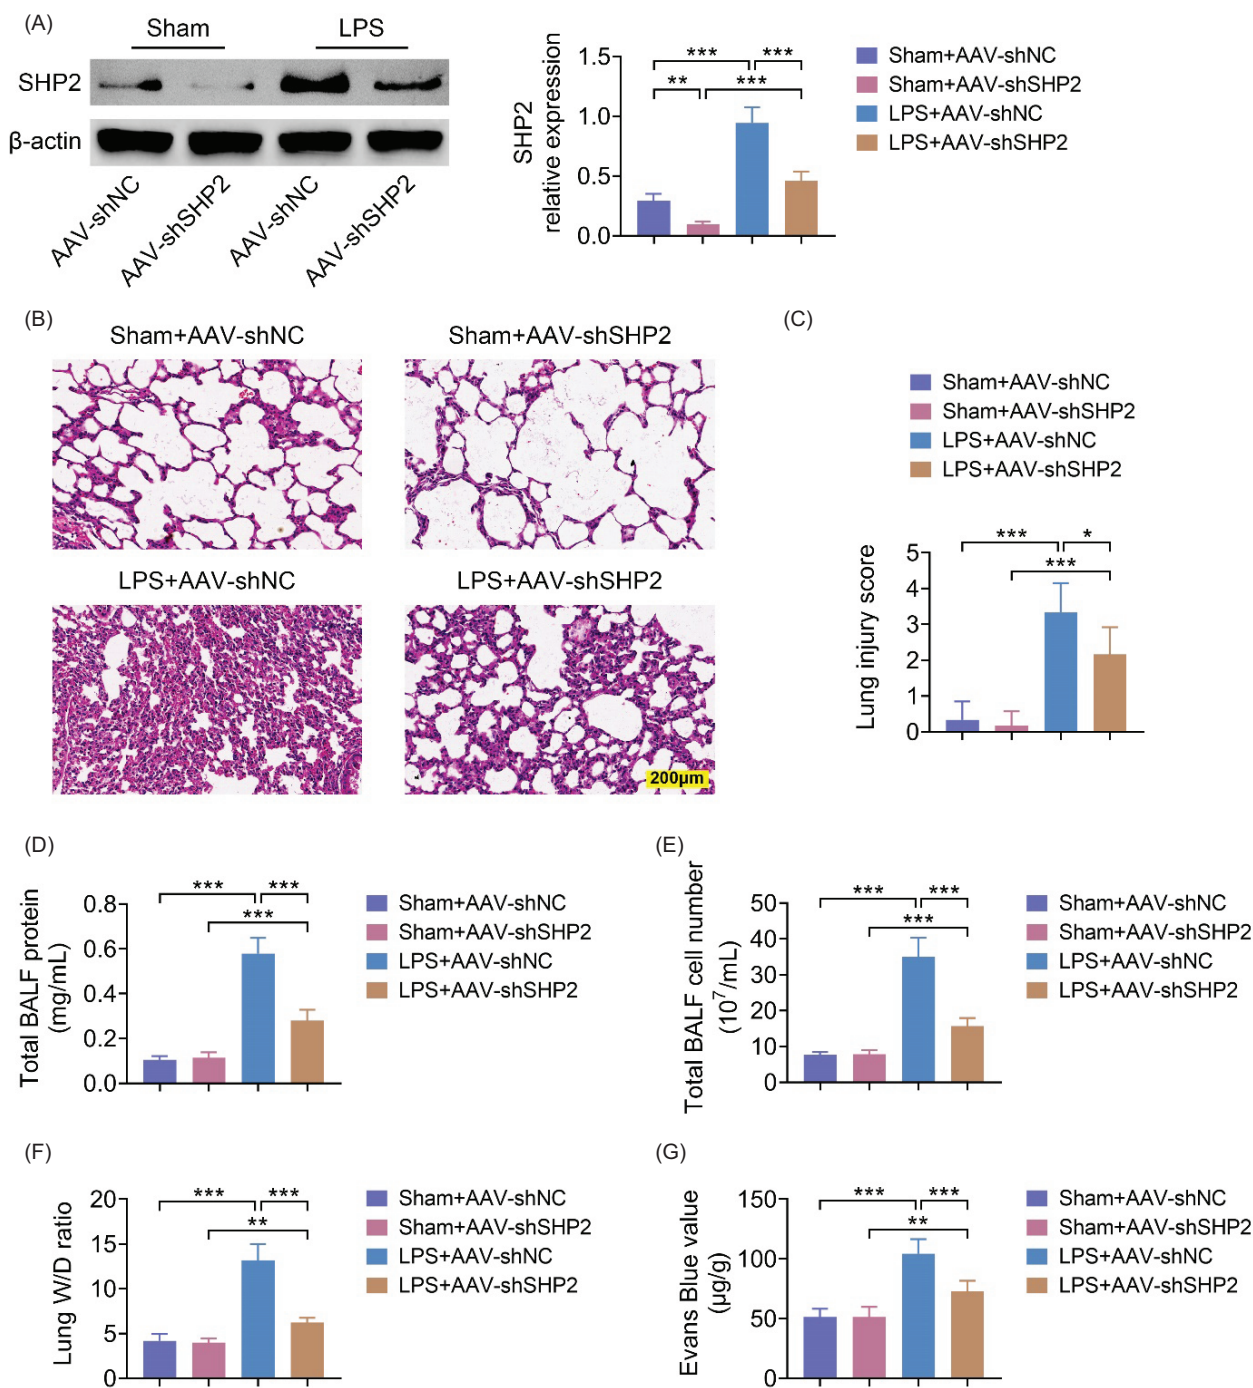 (A)
Sham LPS
SHP2
β-actin
AAV-shNC
AAV-shSHP2
AAV-shNC
AAV-shSHP2
SHP2
relative expression
1.5
1.0
0.5
0.0
*** ***
** ***
Sham+AAV-shNC
Sham+AAV-shSHP2
LPS+AAV-shNC
LPS+AAV-shSHP2
(B)
Sham+AAV-shNC Sham+AAV-shSHP2
LPS+AAV-shNC LPS+AAV-shSHP2
200μm
(C)
Sham+AAV-shNC
Sham+AAV-shSHP2
LPS+AAV-shNC
LPS+AAV-shSHP2
Lung injury score
5
4
3
2
1
0
*** *
***
(D)
Total BALF protein
(mg/mL)
0.8
0.6
0.4
0.2
0.0
*** ***
***
Sham+AAV-shNC
Sham+AAV-shSHP2
LPS+AAV-shNC
LPS+AAV-shSHP2
(E)
Total BALF cell number
(10⁷/mL)
50
40
30
20
10
0
*** ***
***
Sham+AAV-shNC
Sham+AAV-shSHP2
LPS+AAV-shNC
LPS+AAV-shSHP2
(F)
Lung W/D ratio
20
15
10
5
0
*** ***
**
Sham+AAV-shNC
Sham+AAV-shSHP2
LPS+AAV-shNC
LPS+AAV-shSHP2
(G)
Evans Blue value
(μg/g)
150
100
50
0
*** ***
**
Sham+AAV-shNC
Sham+AAV-shSHP2
LPS+AAV-shNC
LPS+AAV-shSHP2